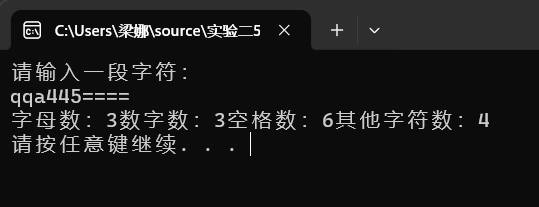 C:\Users\梁娜\source\实验二5
请输入一段字符:
qqa445====
字母数: 3数字数: 3空格数: 6其他字符数: 4
请按任意键继续. . .